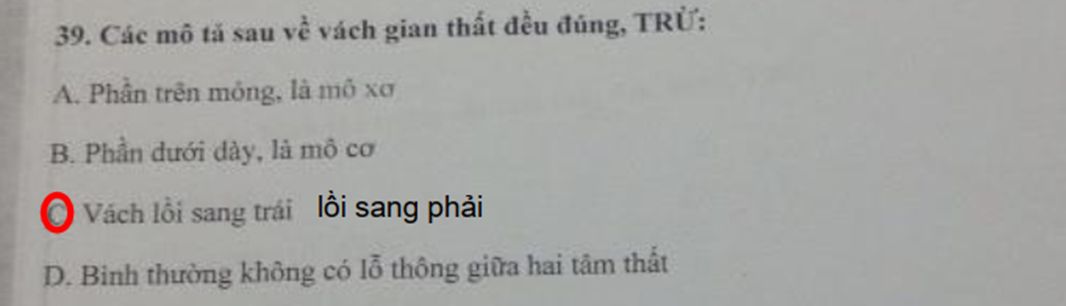 39. Các mô tả sau về vách gian thất đều đúng, TRỪ:
A. Phần trên mỏng, là mô xơ
B. Phần dưới dày, là mô cơ
C Vách lồi sang trái lồi sang phải
D. Bình thường không có lỗ thông giữa hai tâm thất